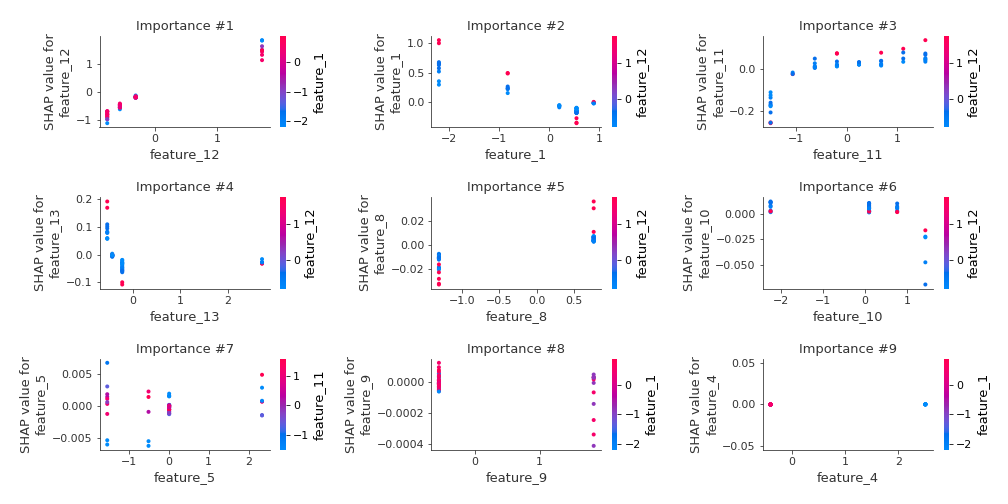 Importance #1
SHAP value for
feature_12
1
0
−1
0
1
feature_12
0
−1
−2
feature_1
Importance #2
SHAP value for
feature_1
1.0
0.5
0.0
−2
−1
0
1
feature_1
1
0
feature_12
Importance #3
SHAP value for
feature_11
0.0
−0.2
−1
0
1
feature_11
1
0
feature_12
Importance #4
SHAP value for
feature_13
0.2
0.1
0.0
−0.1
0
1
2
feature_13
1
0
feature_12
Importance #5
SHAP value for
feature_8
0.02
0.00
−0.02
−1.0
−0.5
0.0
0.5
feature_8
1
0
feature_12
Importance #6
SHAP value for
feature_10
0.000
−0.025
−0.050
−2
−1
0
1
feature_10
1
0
feature_12
Importance #7
SHAP value for
feature_5
0.005
0.000
−0.005
−1
0
1
2
feature_5
1
0
−1
feature_11
Importance #8
SHAP value for
feature_9
0.0000
−0.0002
−0.0004
0
1
feature_9
0
−1
−2
feature_1
Importance #9
SHAP value for
feature_4
0.05
0.00
−0.05
0
1
2
feature_4
0
−1
−2
feature_1